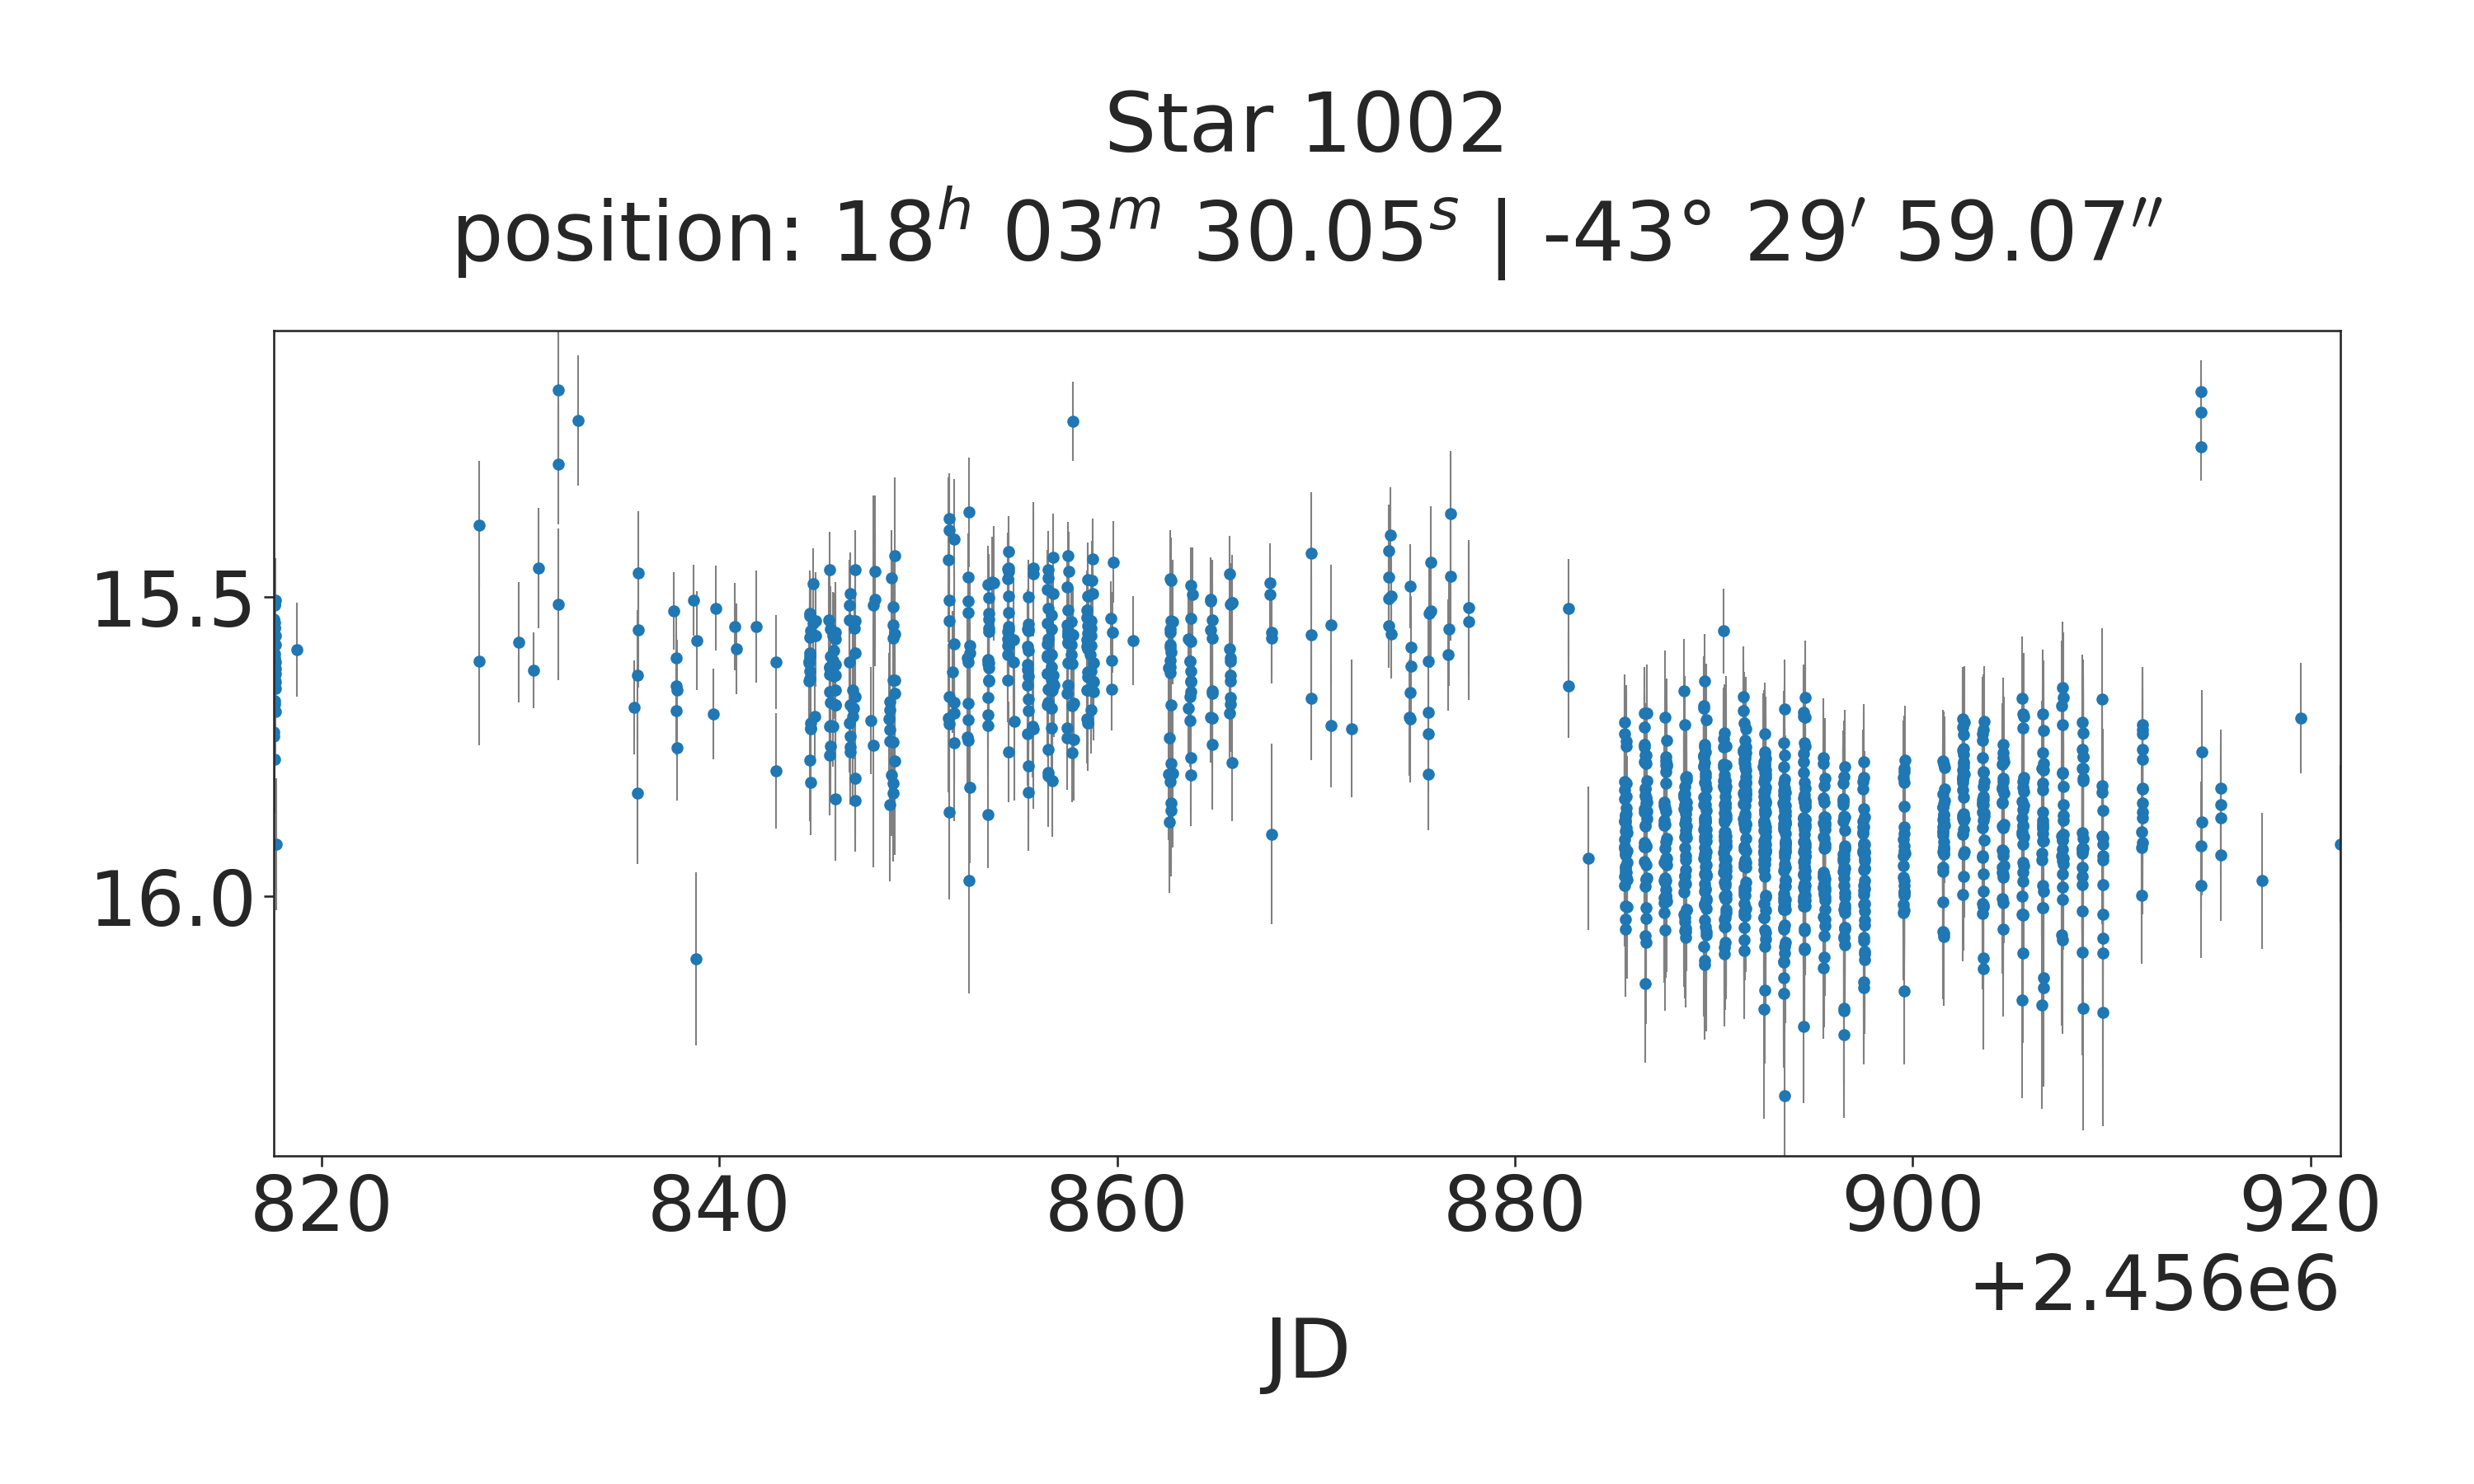 Star 1002
position: 18h 03m 30.05s | -43° 29′ 59.07′′
15.5
16.0
820 840 860 880 900 920
+2.456e6
JD